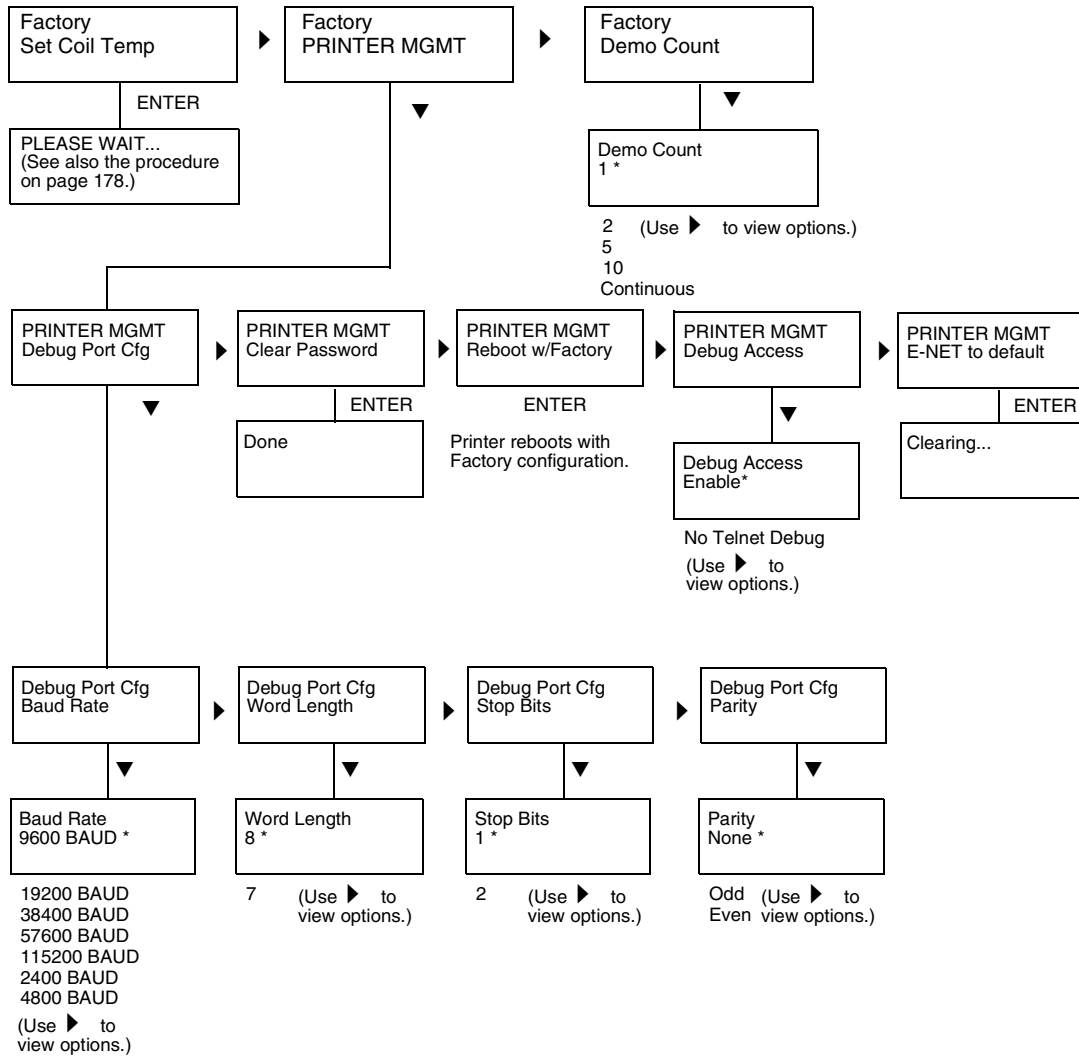 Factory
Set Coil Temp
Factory
PRINTER MGMT
Factory
Demo Count
ENTER
PLEASE WAIT...
(See also the procedure
on page 178.)
Demo Count
1 *
2 (Use ▶ to view options.)
5
10
Continuous
PRINTER MGMT
Debug Port Cfg
PRINTER MGMT
Clear Password
PRINTER MGMT
Reboot w/Factory
PRINTER MGMT
Debug Access
PRINTER MGMT
E-NET to default
ENTER
Done
ENTER
Printer reboots with
Factory configuration.
Debug Access
Enable*
No Telnet Debug
(Use ▶ to
view options.)
ENTER
Clearing...
Debug Port Cfg
Baud Rate
Debug Port Cfg
Word Length
Debug Port Cfg
Stop Bits
Debug Port Cfg
Parity
Baud Rate
9600 BAUD *
19200 BAUD
38400 BAUD
57600 BAUD
115200 BAUD
2400 BAUD
4800 BAUD
(Use ▶ to
view options.)
Word Length
8 *
7 (Use ▶ to
view options.)
Stop Bits
1 *
2 (Use ▶ to
view options.)
Parity
None *
Odd (Use ▶ to
Even view options.)